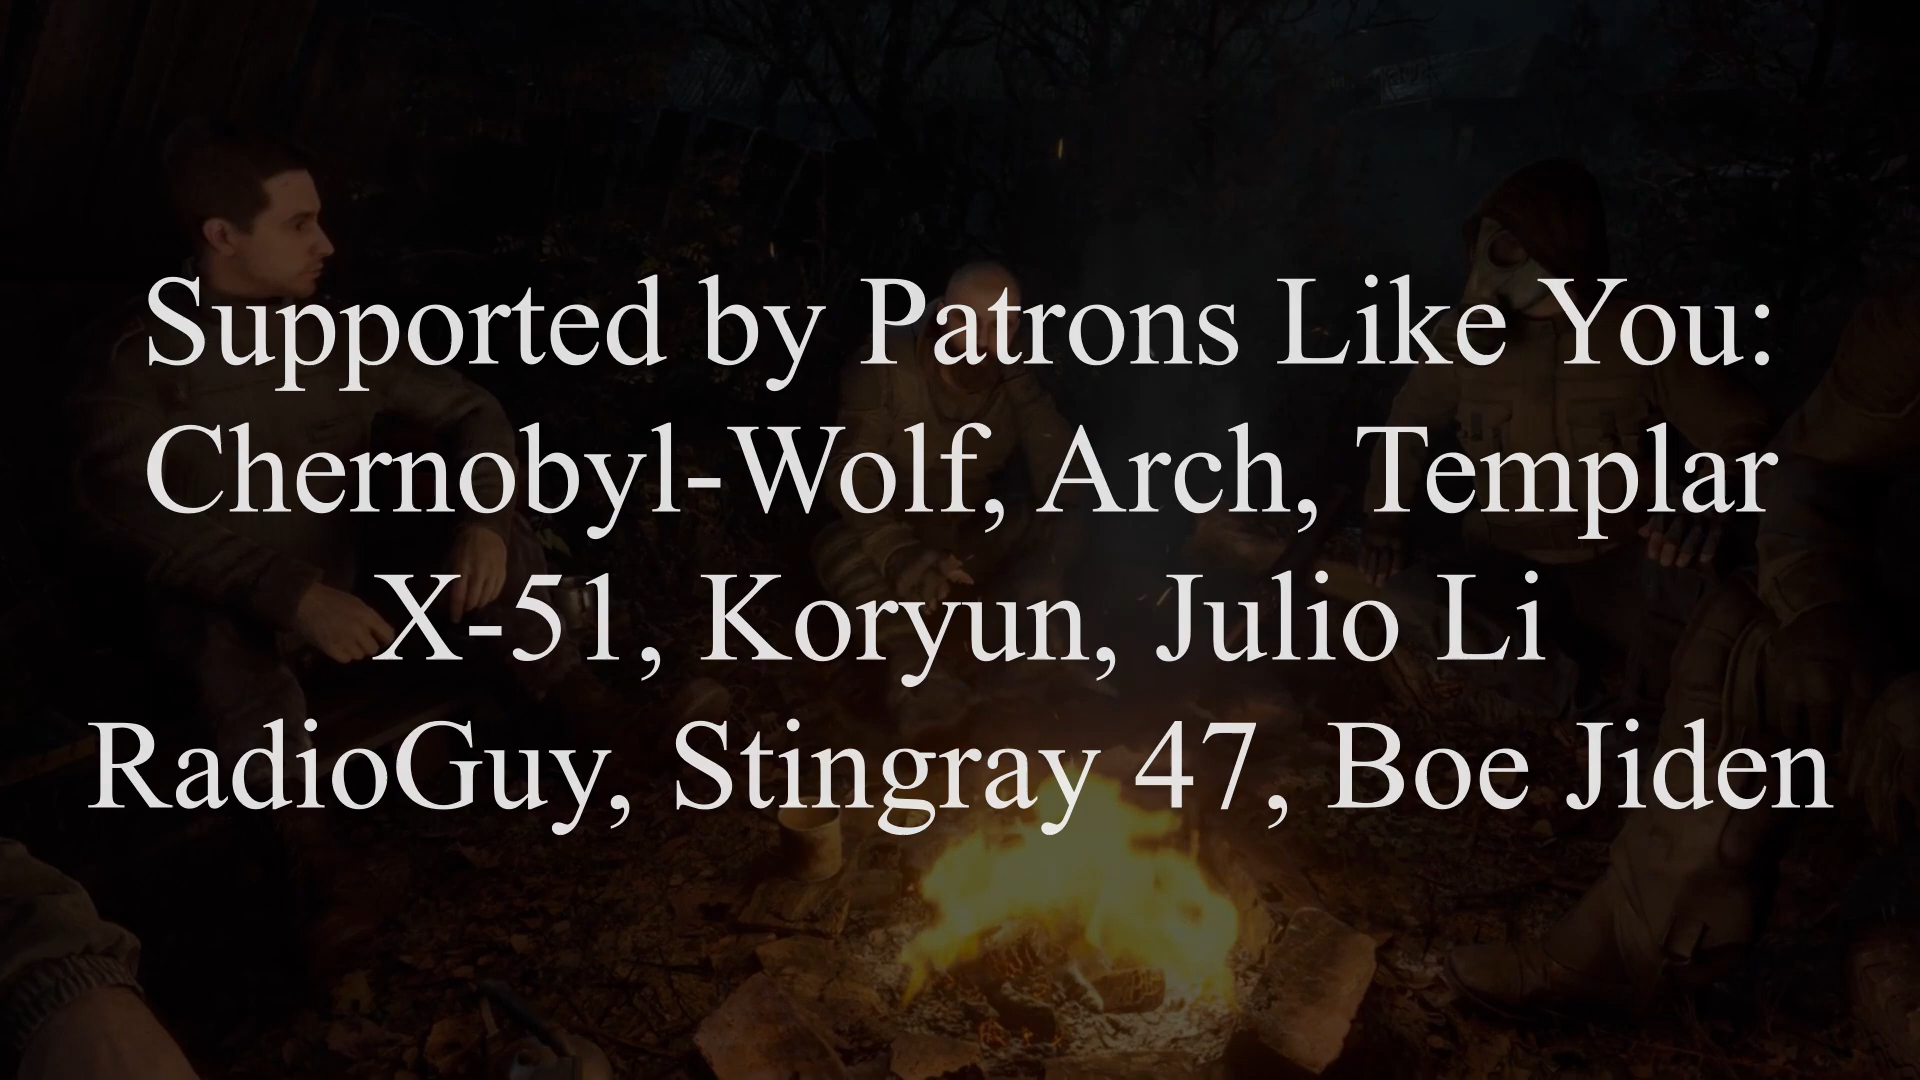 Supported by Patrons Like You:
Chernobyl-Wolf, Arch, Templar
X-51, Koryun, Julio Li
RadioGuy, Stingray 47, Boe Jiden